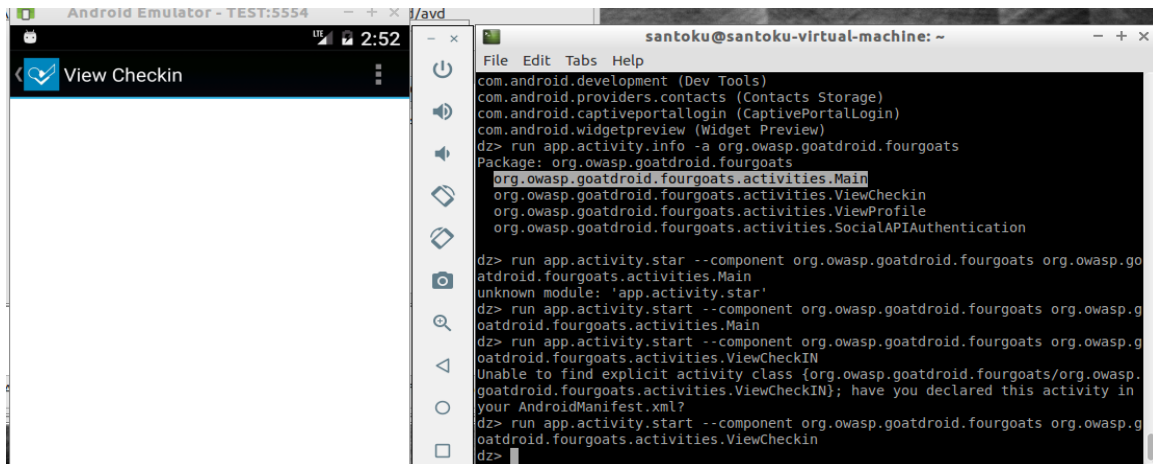 Android Emulator - TEST:5554
d/avd
LTE 2:52
View Checkin
santoku@santoku-virtual-machine: ~
File Edit Tabs Help
com.android.development (Dev Tools)
com.android.providers.contacts (Contacts Storage)
com.android.captiveportallogin (CaptivePortalLogin)
com.android.widgetpreview (Widget Preview)
dz> run app.activity.info -a org.owasp.goatdroid.fourgoats
Package: org.owasp.goatdroid.fourgoats
org.owasp.goatdroid.fourgoats.activities.Main
org.owasp.goatdroid.fourgoats.activities.ViewCheckin
org.owasp.goatdroid.fourgoats.activities.ViewProfile
org.owasp.goatdroid.fourgoats.activities.SocialAPIAuthentication
dz> run app.activity.star --component org.owasp.goatdroid.fourgoats org.owasp.go
atdroid.fourgoats.activities.Main
unknown module: 'app.activity.star'
dz> run app.activity.start --component org.owasp.goatdroid.fourgoats org.owasp.g
oatdroid.fourgoats.activities.Main
dz> run app.activity.start --component org.owasp.goatdroid.fourgoats org.owasp.g
oatdroid.fourgoats.activities.ViewCheckIN
Unable to find explicit activity class {org.owasp.goatdroid.fourgoats/org.owasp.
goatdroid.fourgoats.activities.ViewCheckIN}; have you declared this activity in
your AndroidManifest.xml?
dz> run app.activity.start --component org.owasp.goatdroid.fourgoats org.owasp.g
oatdroid.fourgoats.activities.ViewCheckin
dz>